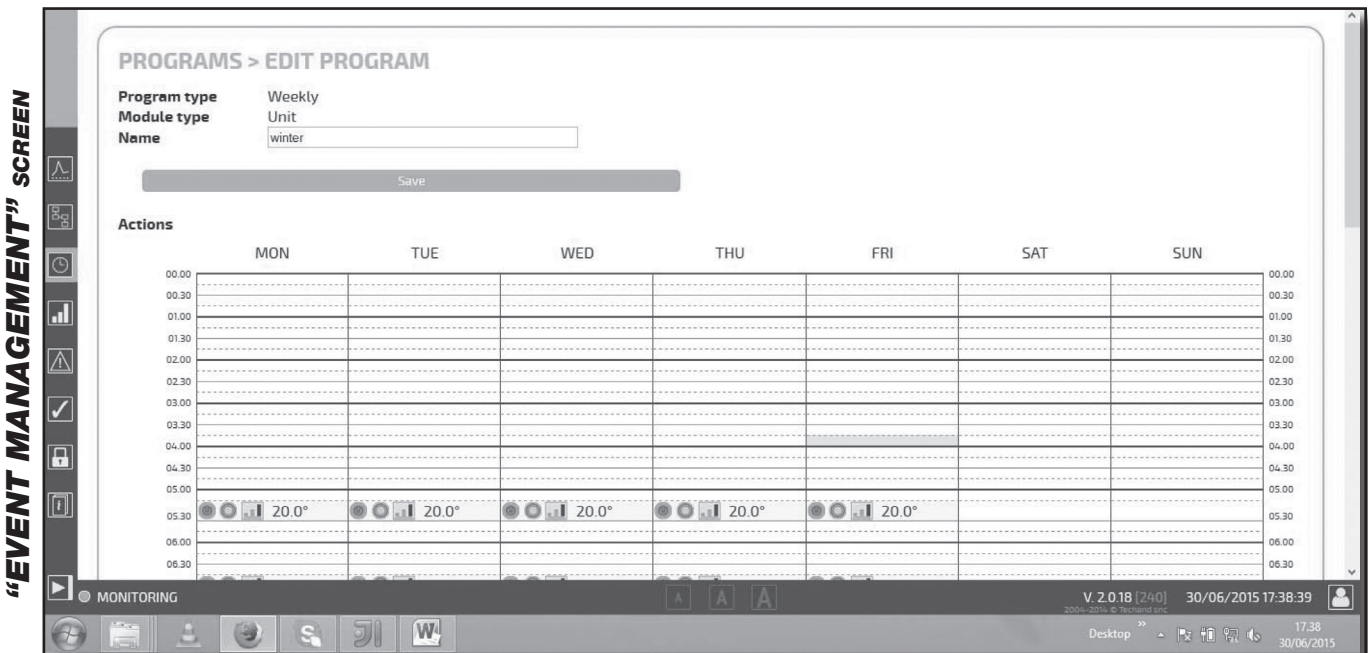 “EVENT MANAGEMENT” SCREEN
PROGRAMS > EDIT PROGRAM
Program type Weekly
Module type Unit
Name winter
Save
Actions
MON TUE WED THU FRI SAT SUN
00.00 00.00
00.30 00.30
01.00 01.00
01.30 01.30
02.00 02.00
02.30 02.30
03.00 03.00
03.30 03.30
04.00 04.00
04.30 04.30
05.00 05.00
05.30 20.0° 20.0° 20.0° 20.0° 20.0° 05.30
06.00 06.00
06.30 06.30
MONITORING A A A V. 2.0.18 [240] 30/06/2015 17:38:39
2004-2014 © Techand snc
Desktop 17.38
30/06/2015